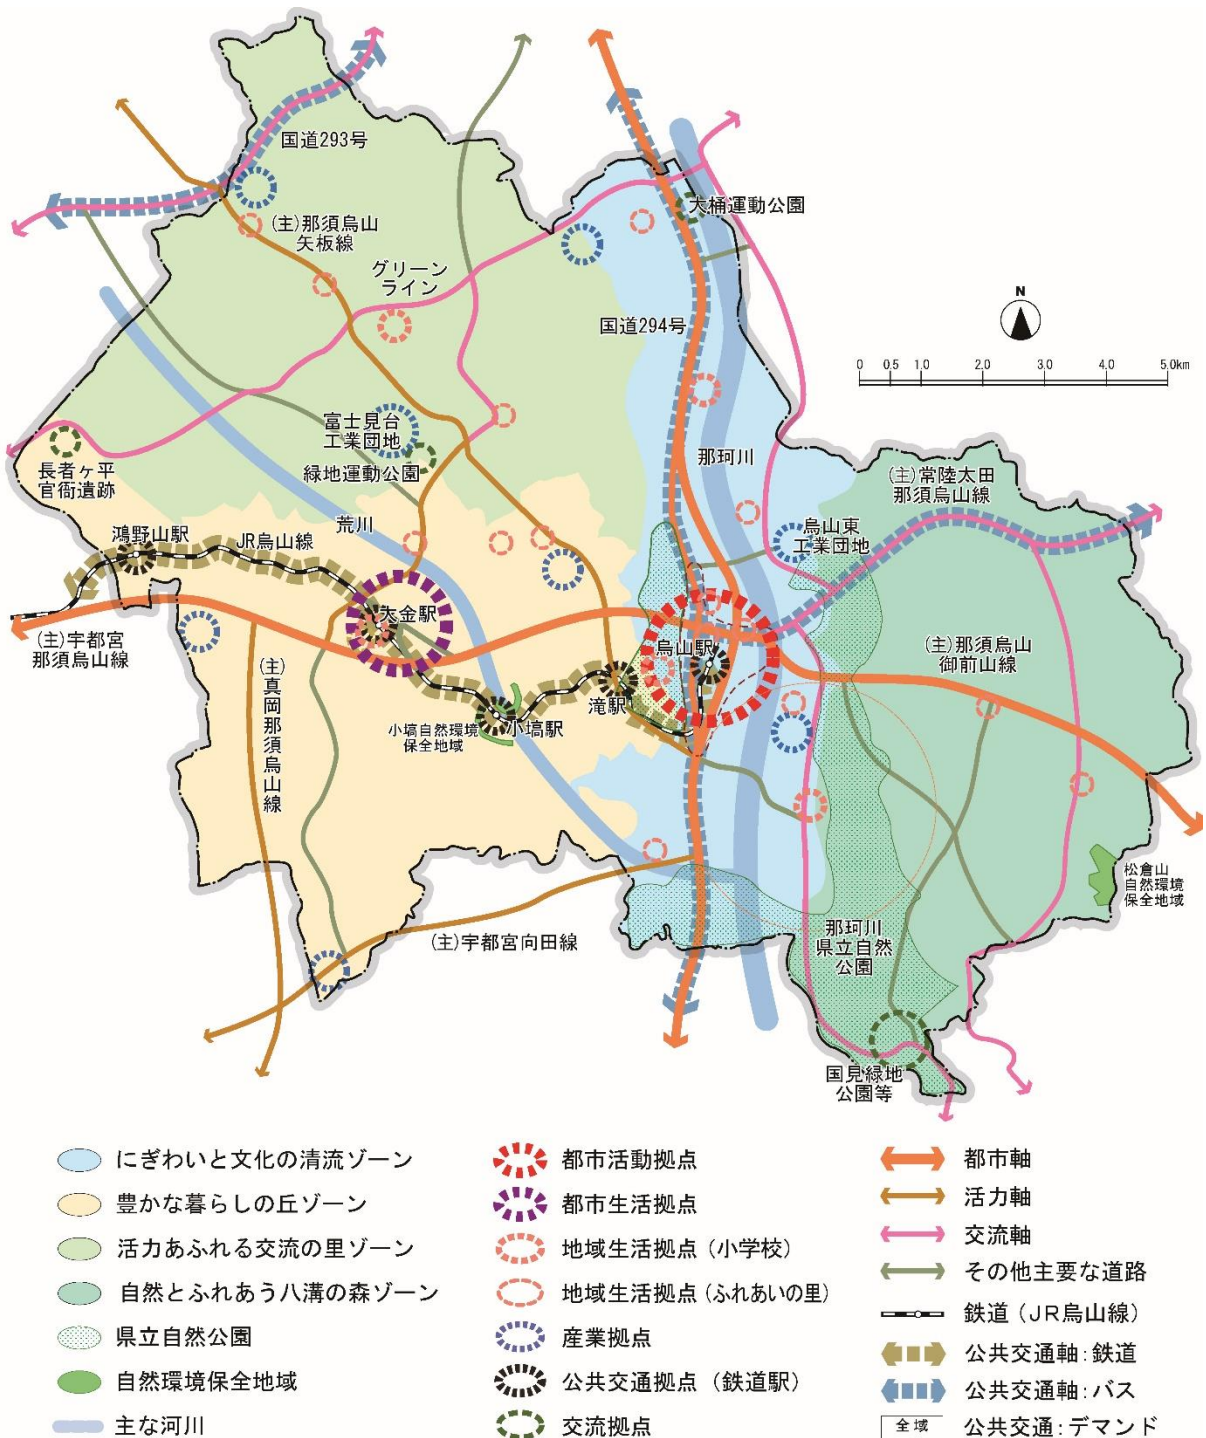 国道293号
(主)那須烏山
矢板線
グリーン
ライン
大桶運動公園
国道294号
N
0 0.5 1.0 2.0 3.0 4.0 5.0km
富士見台
工業団地
緑地運動公園
長者ヶ平
官衙遺跡
那珂川
(主)常陸太田
那須烏山線
烏山東
工業団地
荒川
鴻野山駅
JR烏山線
大金駅
烏山駅
(主)宇都宮
那須烏山線
(主)那須烏山
御前山線
(主)真岡那須烏山線
滝駅
小塙駅
小塙自然環境
保全地域
松倉山
自然環境
保全地域
(主)宇都宮向田線
那珂川
県立自然
公園
国見緑地
公園等
にぎわいと文化の清流ゾーン
豊かな暮らしの丘ゾーン
活力あふれる交流の里ゾーン
自然とふれあう八溝の森ゾーン
県立自然公園
自然環境保全地域
主な河川
都市活動拠点
都市生活拠点
地域生活拠点(小学校)
地域生活拠点(ふれあいの里)
産業拠点
公共交通拠点(鉄道駅)
交流拠点
都市軸
活力軸
交流軸
その他主要な道路
鉄道(JR烏山線)
公共交通軸:鉄道
公共交通軸:バス
全域 公共交通:デマンド